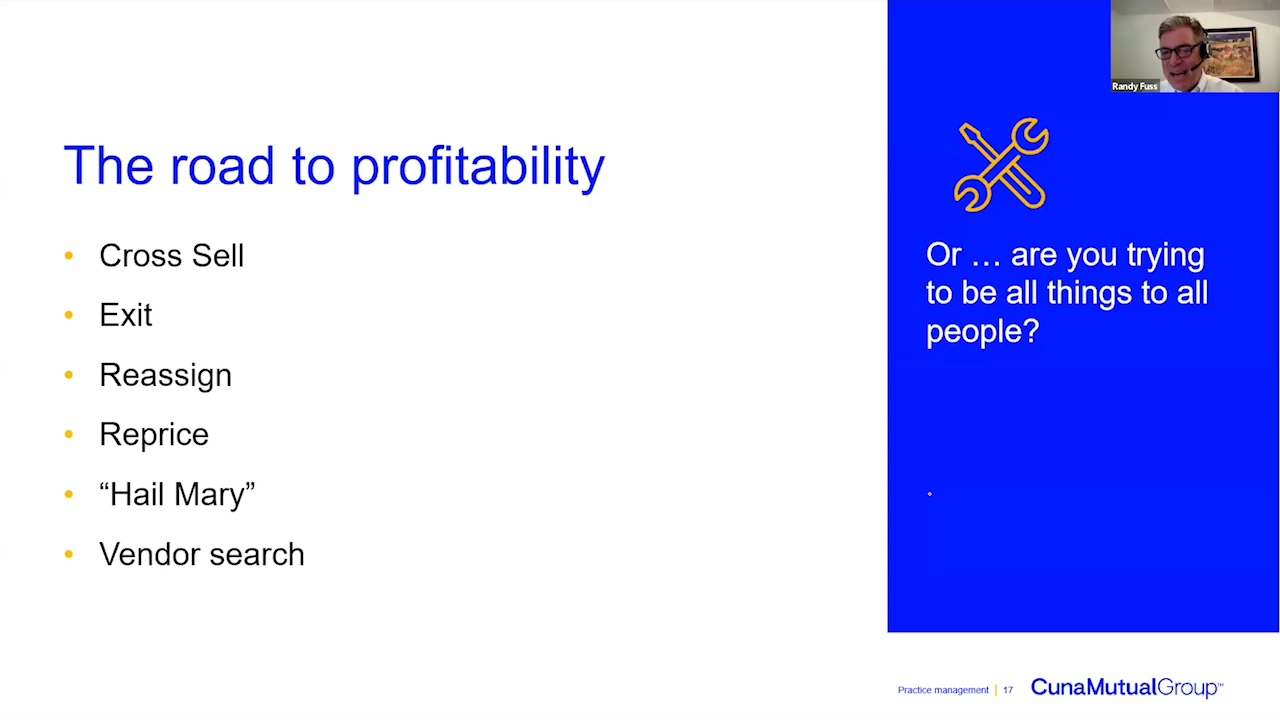 Randy Fuss
The road to profitability
• Cross Sell
• Exit
• Reassign
• Reprice
• “Hail Mary”
• Vendor search
Or … are you trying
to be all things to all
people?
Practice management | 17
CunaMutualGroup™